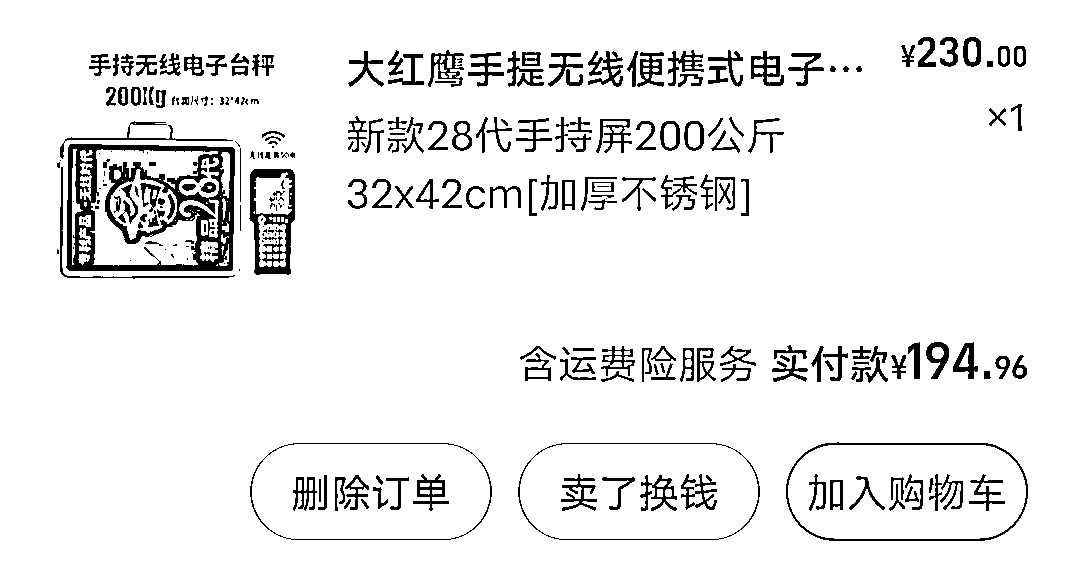 手持无线电子台秤
200Kg 台面尺寸：32*42cm
28代
大红鹰手提无线便携式电子…
¥230.00
新款28代手持屏200公斤
×1
32x42cm[加厚不锈钢]
含运费险服务 实付款¥194.96
删除订单
卖了换钱
加入购物车